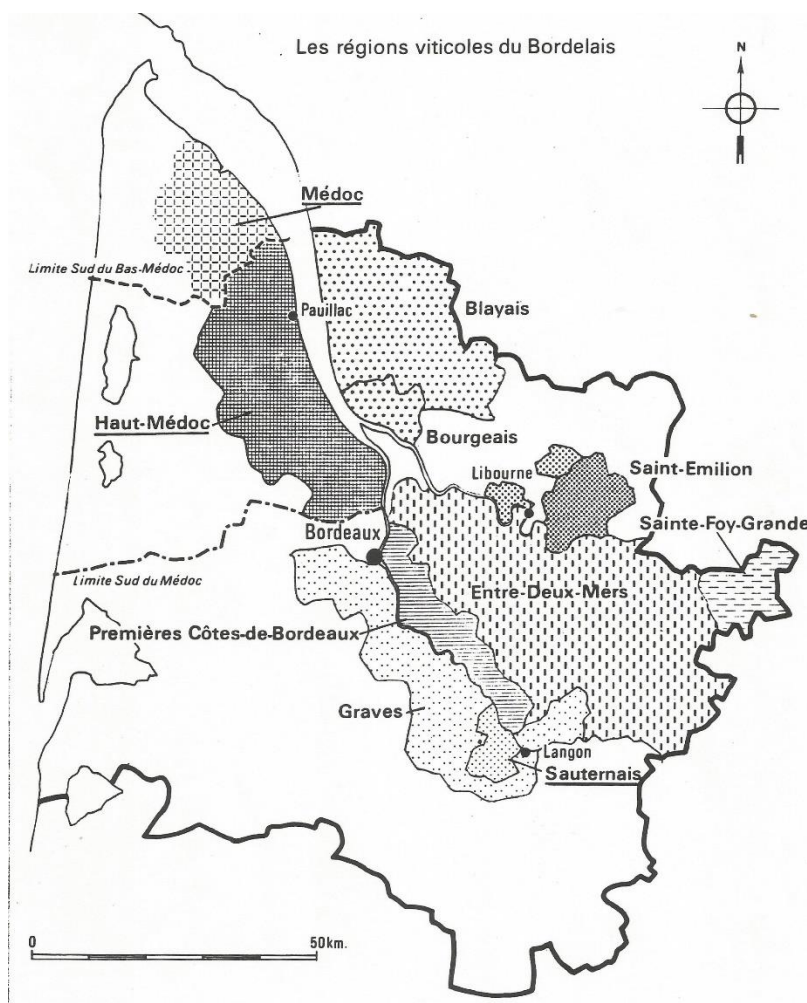 Les régions viticoles du Bordelais
N
Médoc
Limite Sud du Bas-Médoc
Pauillac
Blayais
Haut-Médoc
Bourgeais
Libourne
Saint-Emilion
Sainte-Foy-Grande
Bordeaux
Limite Sud du Médoc
Entre-Deux-Mers
Premières Côtes-de-Bordeaux
Graves
Langon
Sauternais
0
50km.